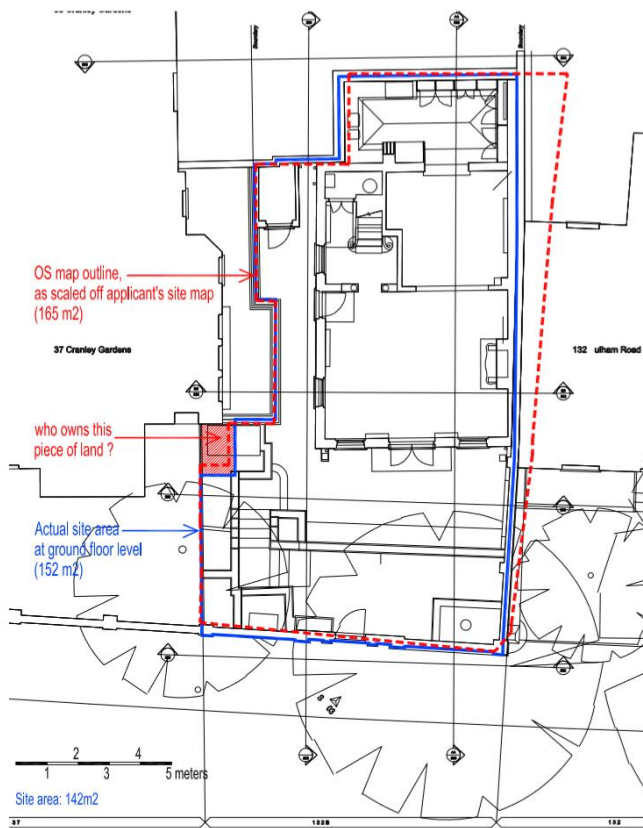 Boundary
Boundary
OS map outline,
as scaled off applicant's site map
(165 m2)
37 Cranley Gardens
132 ulham Road
who owns this
piece of land ?
Actual site area
at ground floor level
(152 m2)
2 4
1 3 5 meters
Site area: 142m2
37 132B 132